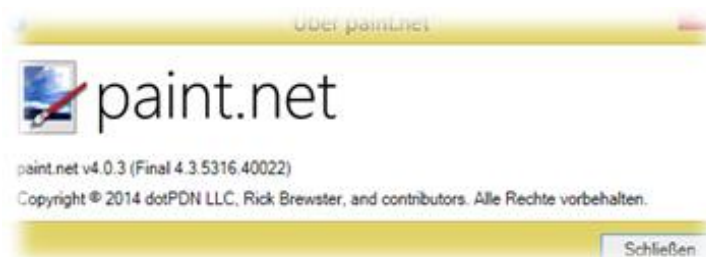 Über paint.net
paint.net
paint.net v4.0.3 (Final 4.3.5316.40022)
Copyright © 2014 dotPDN LLC, Rick Brewster, and contributors. Alle Rechte vorbehalten.
Schließen